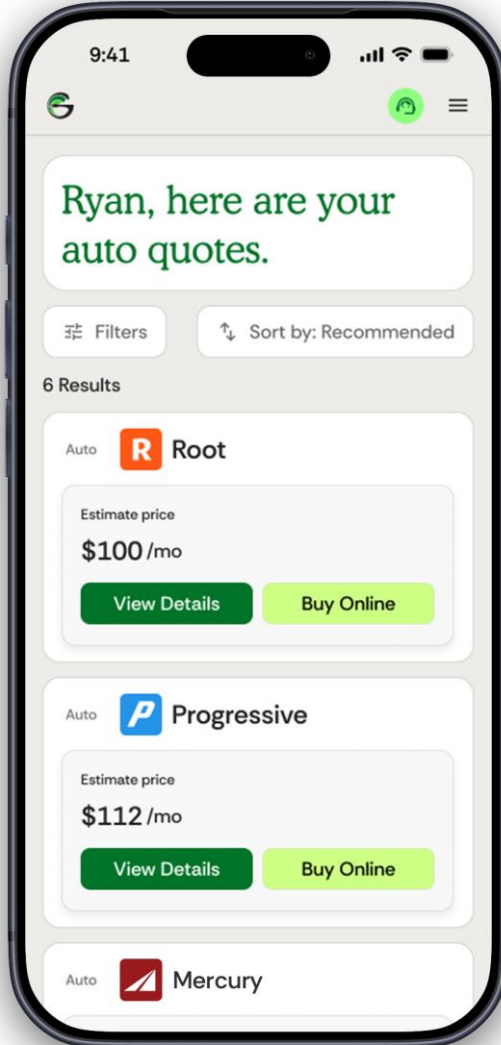 9:41
Ryan, here are your
auto quotes.
Filters
Sort by: Recommended
6 Results
Auto R Root
Estimate price
$100 /mo
View Details Buy Online
Auto P Progressive
Estimate price
$112 /mo
View Details Buy Online
Auto Mercury